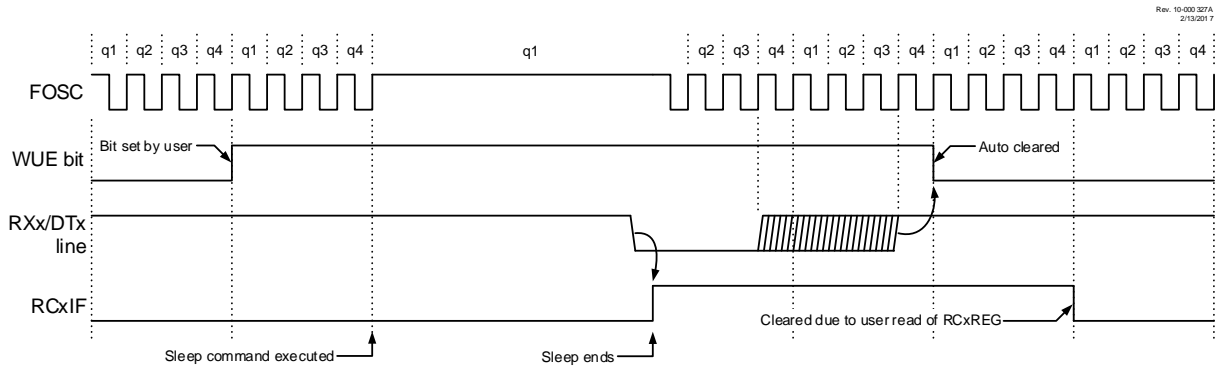 Rev. 10-000 327A
2/13/2017
q1 q2 q3 q4 q1 q2 q3 q4 q1 q2 q3 q4 q1 q2 q3 q4 q1 q2 q3 q4 q1 q2 q3 q4
FOSC
WUE bit
Bit set by user
Auto cleared
RXx/DTx
line
RCxIF
Cleared due to user read of RCxREG
Sleep command executed
Sleep ends